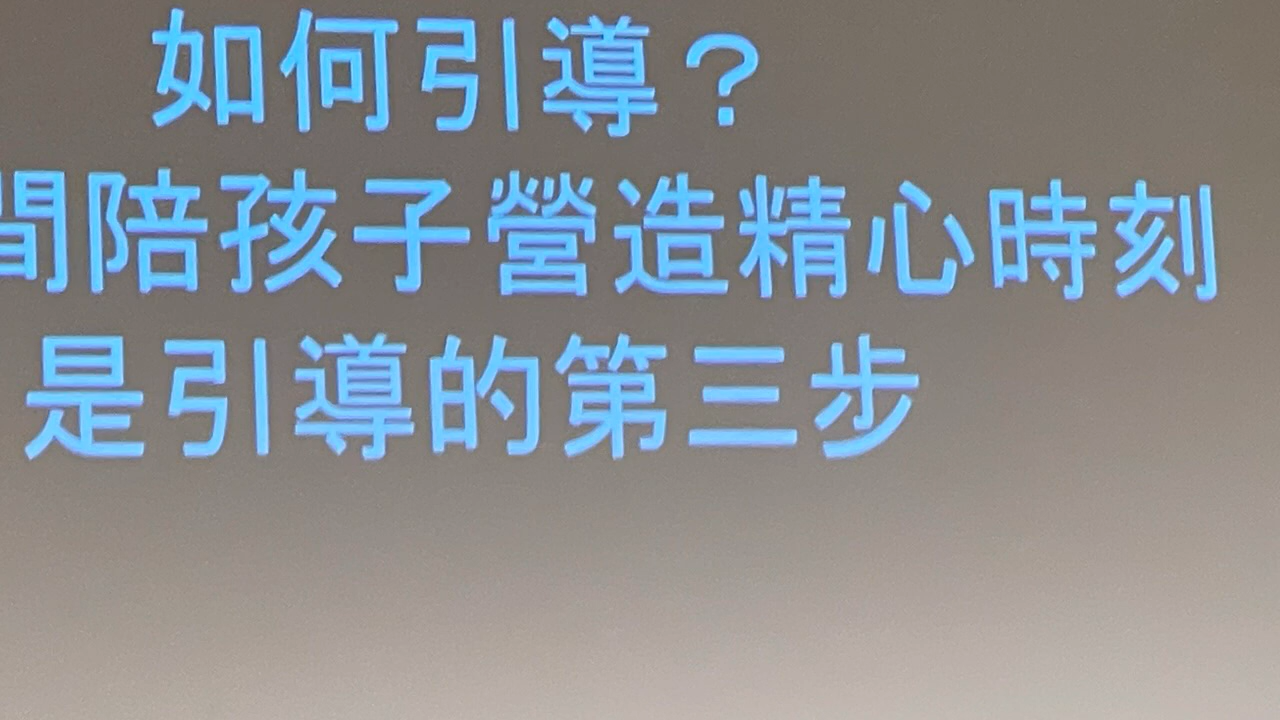 如何引導？
間陪孩子營造精心時刻
是引導的第三步